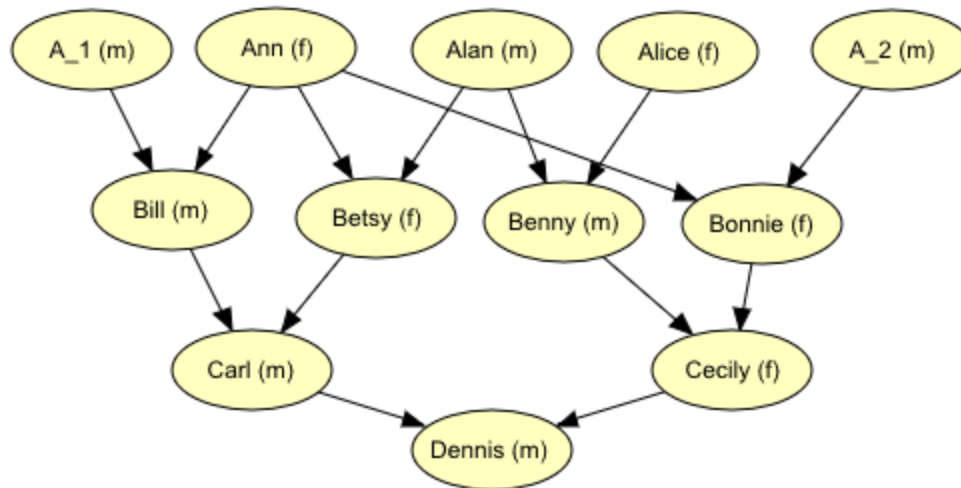 A_1 (m)
Ann (f)
Alan (m)
Alice (f)
A_2 (m)
Bill (m)
Betsy (f)
Benny (m)
Bonnie (f)
Carl (m)
Cecily (f)
Dennis (m)